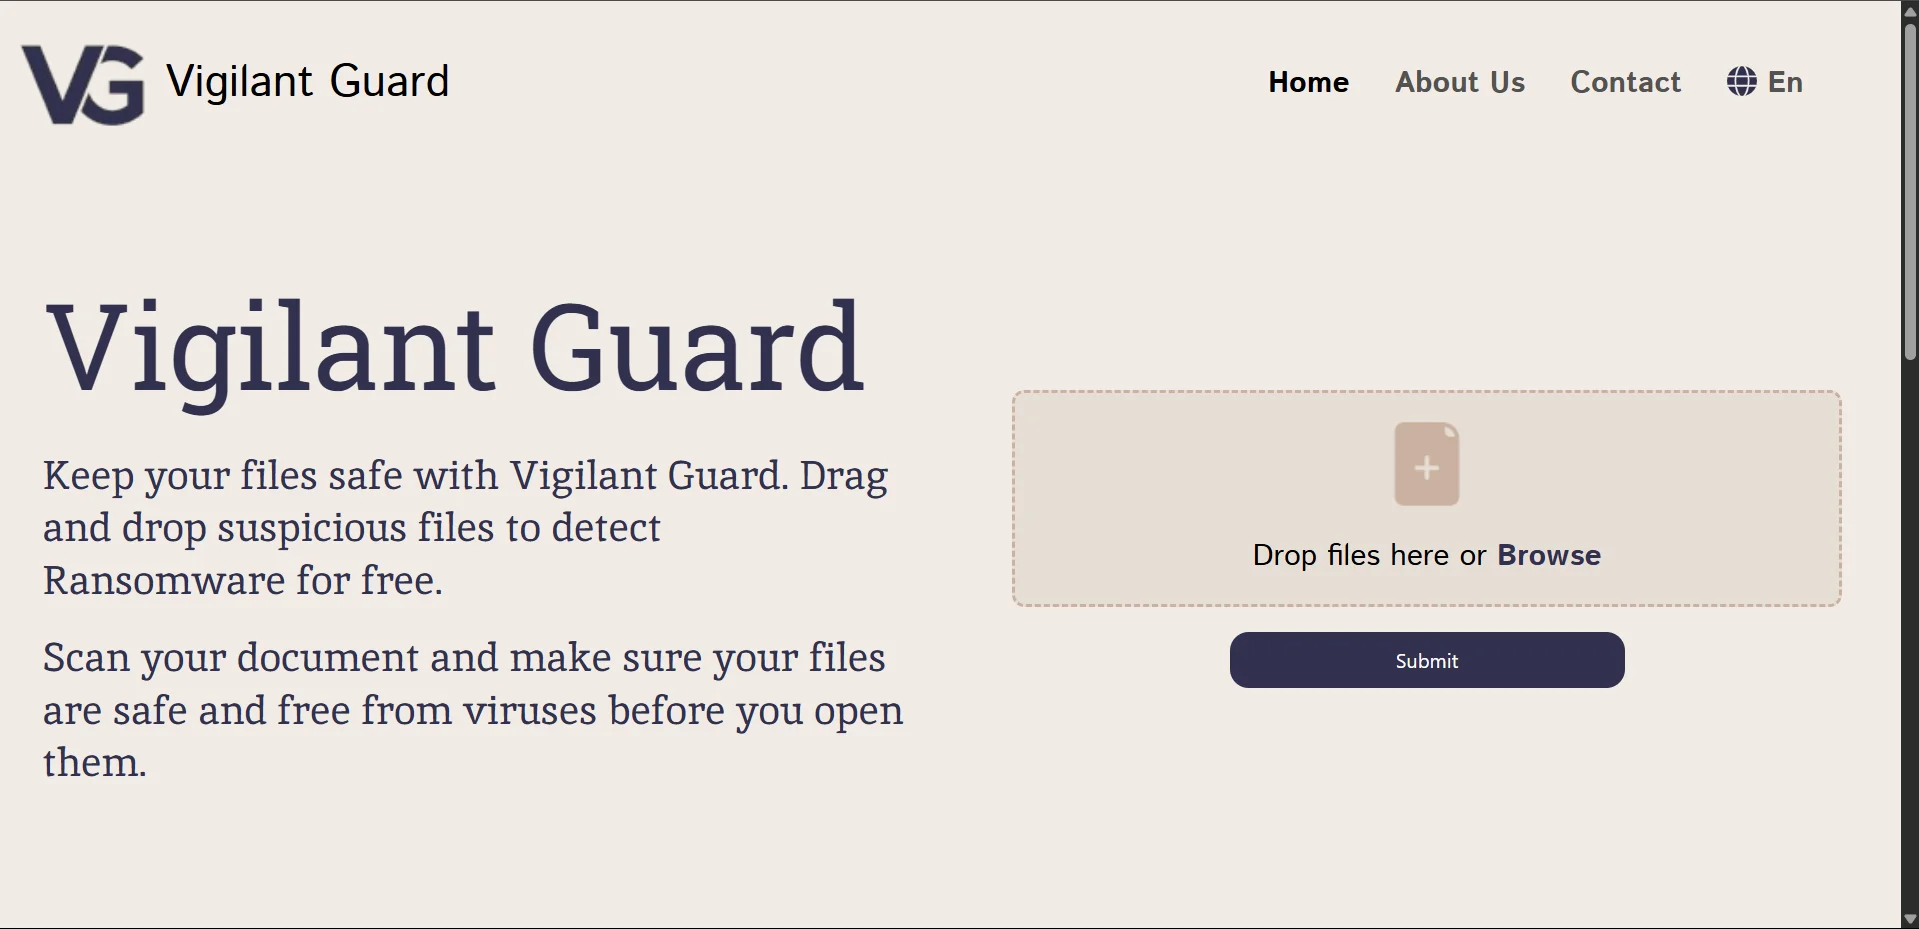 VG Vigilant Guard
Home About Us Contact En
Vigilant Guard
Keep your files safe with Vigilant Guard. Drag
and drop suspicious files to detect
Ransomware for free.
Scan your document and make sure your files
are safe and free from viruses before you open
them.
Drop files here or Browse
Submit